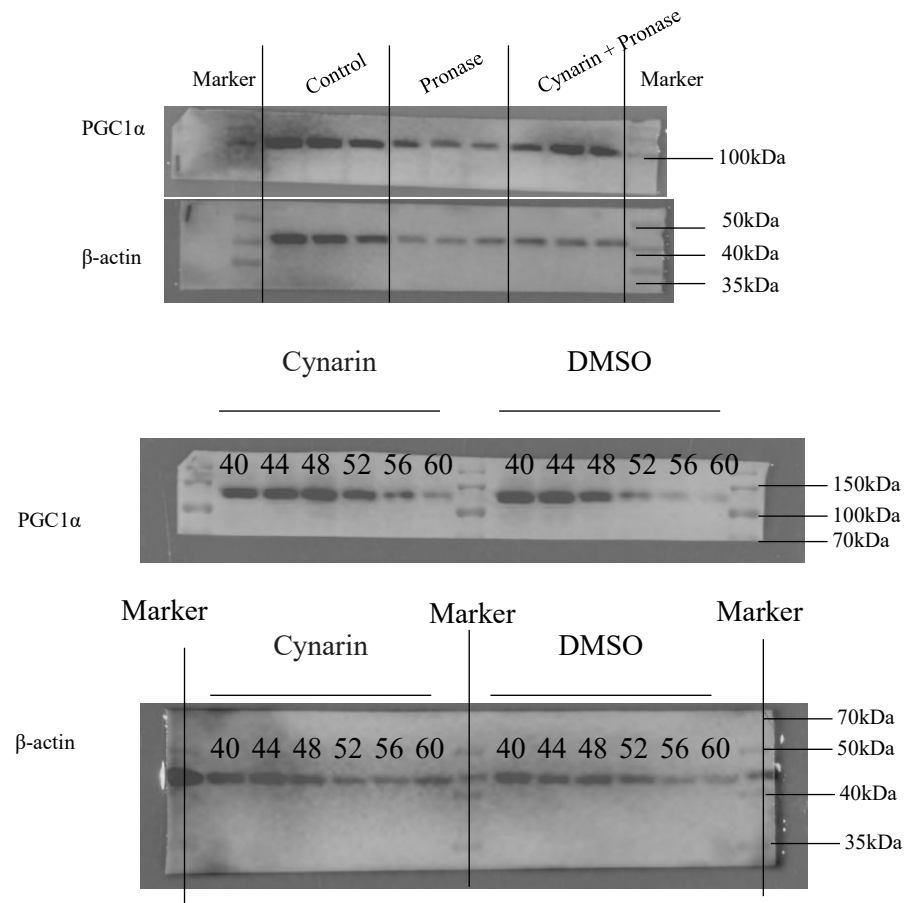 Marker Control Pronase Cynarin + Pronase Marker
PGC1α
100kDa
50kDa
β-actin
40kDa
35kDa
Cynarin DMSO
40 44 48 52 56 60 40 44 48 52 56 60
150kDa
PGC1α
100kDa
70kDa
Marker Marker Marker
Cynarin DMSO
70kDa
β-actin
40 44 48 52 56 60 40 44 48 52 56 60
50kDa
40kDa
35kDa